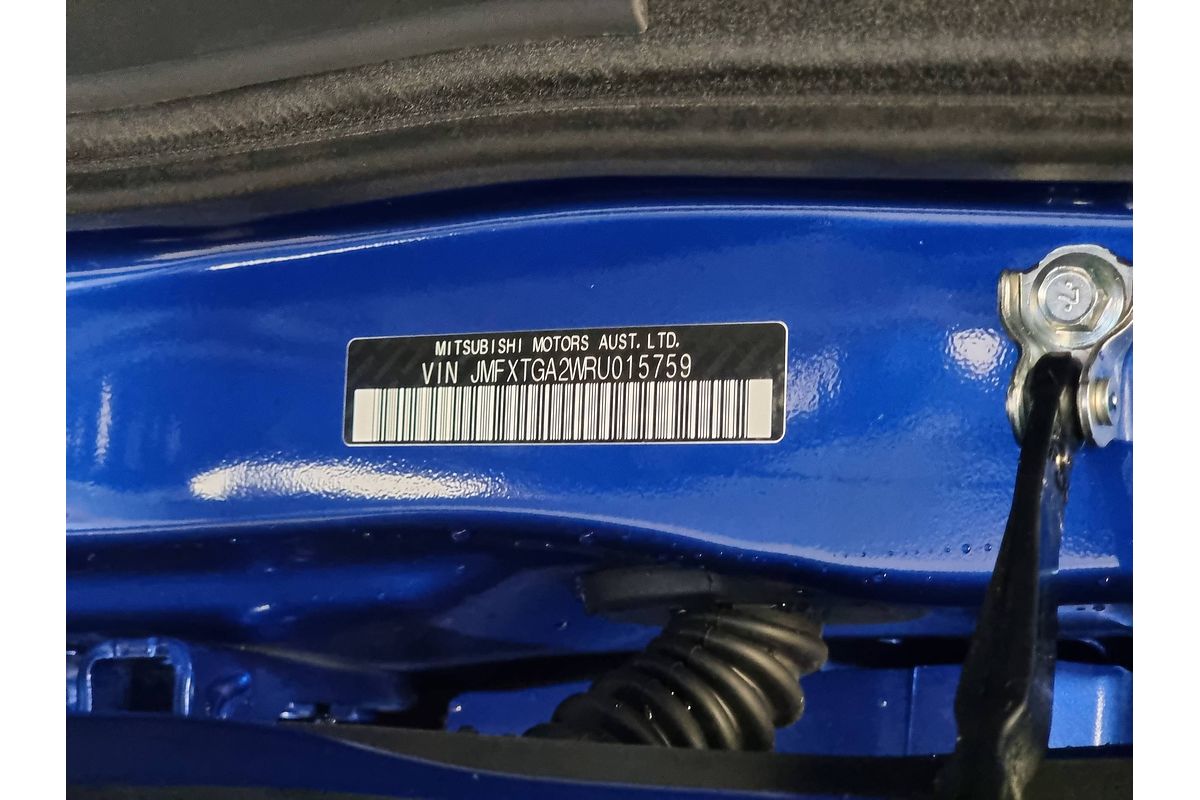 MITSUBISHI MOTORS AUST. LTD.
VIN JMFXTGA2WRU015759